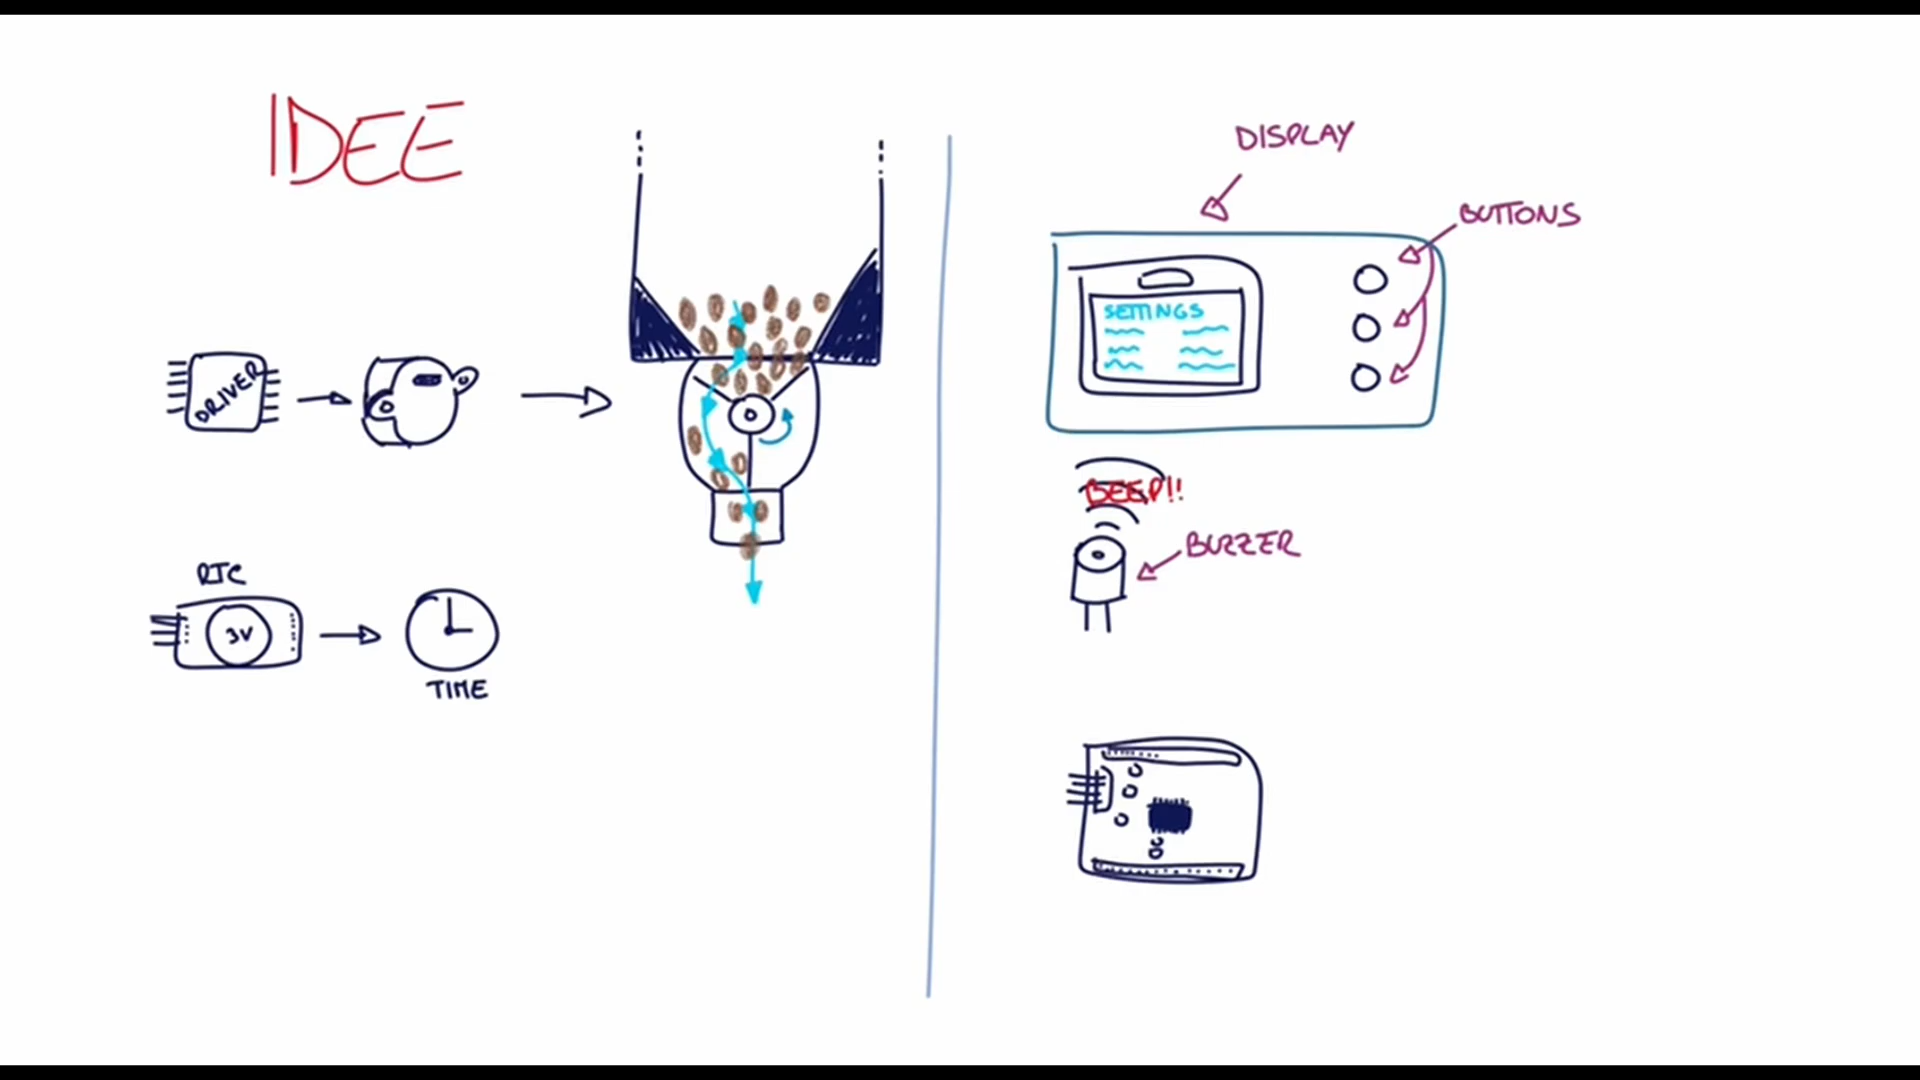 IDEE
DRIVER
RTC
3V
TIME
DISPLAY
BUTTONS
SETTINGS
BEEP!!
BUZZER